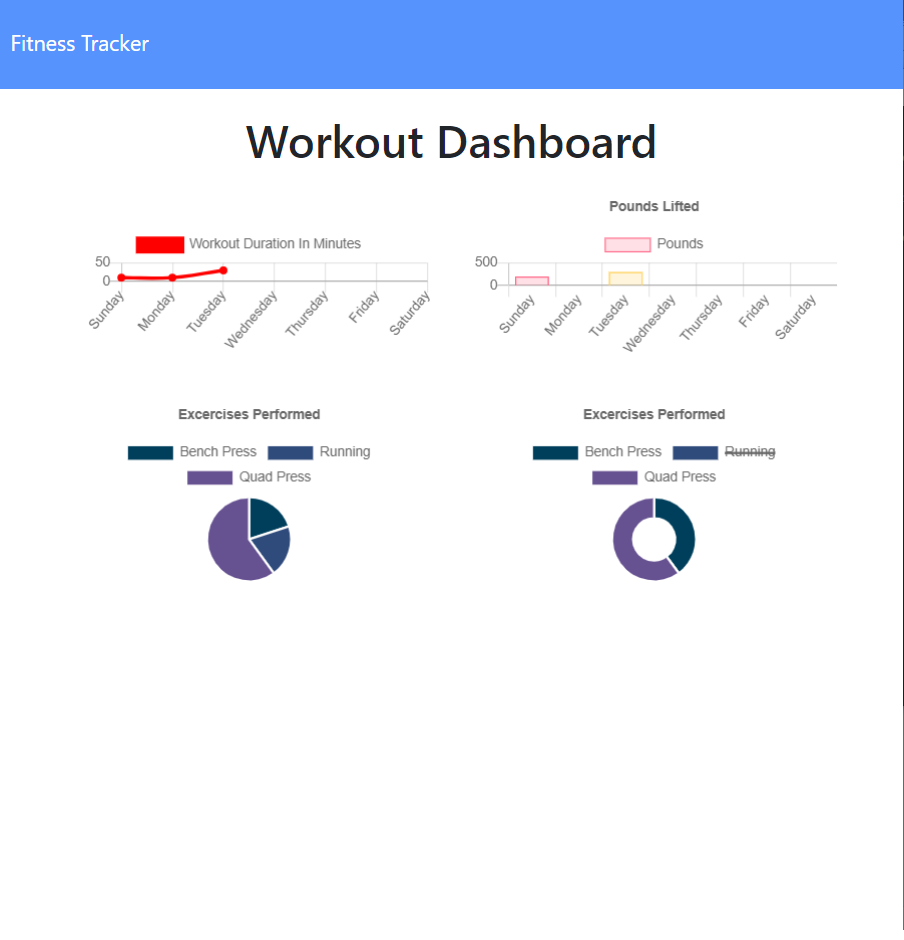 Fitness Tracker
Workout Dashboard
Workout Duration In Minutes
50
0
Sunday
Monday
Tuesday
Wednesday
Thursday
Friday
Saturday
Pounds Lifted
Pounds
500
0
Sunday
Monday
Tuesday
Wednesday
Thursday
Friday
Saturday
Excercises Performed
Bench Press Running
Quad Press
Excercises Performed
Bench Press Running
Quad Press